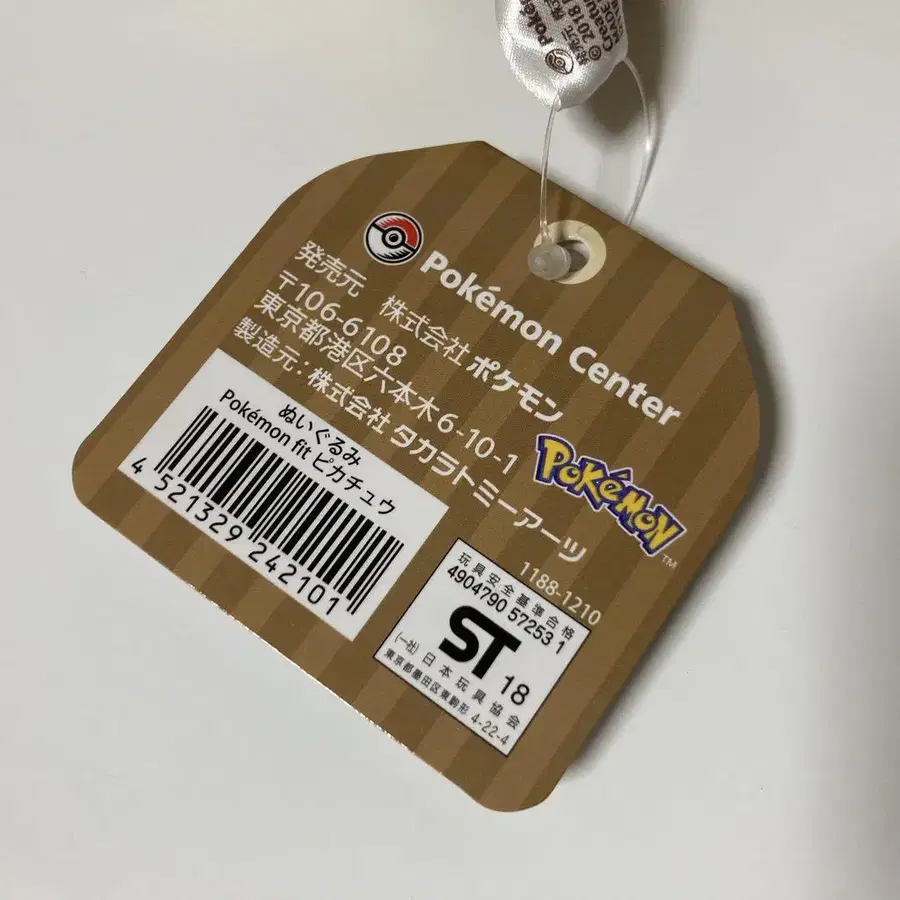 Pokémon
© 2018
MADE
Pokémon Center
発売元 株式会社 ポケモン
〒106-6108
東京都港区六本木6-10-1
製造元：株式会社 タカラトミーアーツ
POKéMON
TM
1188-1210
ぬいぐるみ
Pokémon fit ピカチュウ
4 521329 242101
玩具安全基準合格
4904790 57253 1
ST
18
(一社)日本玩具協会
東京都墨田区東駒形 4-22-4